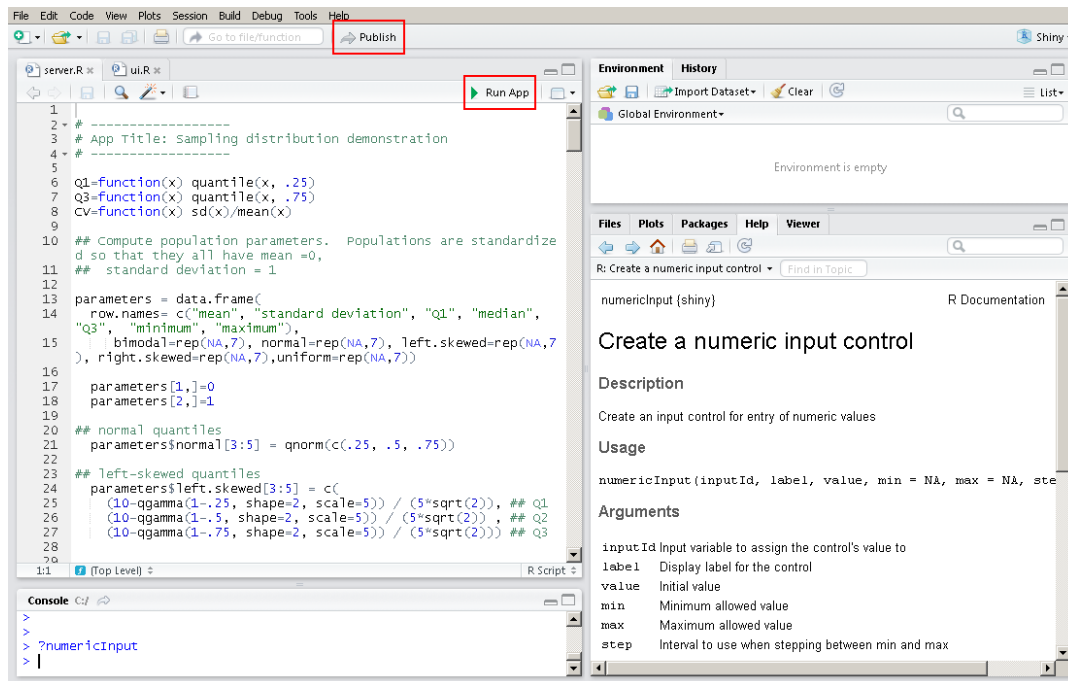 File Edit Code View Plots Session Build Debug Tools Help
Go to file/function Publish Shiny
server.R × ui.R ×
Run App
1
2 # ------------------
3 # App Title: Sampling distribution demonstration
4 # ------------------
5
6 Q1=function(x) quantile(x, .25)
7 Q3=function(x) quantile(x, .75)
8 CV=function(x) sd(x)/mean(x)
9
10 ## Compute population parameters.  Populations are standardize
d so that they all have mean =0,
11 ##  standard deviation = 1
12
13 parameters = data.frame(
14 row.names= c("mean", "standard deviation", "Q1", "median",
"Q3",  "minimum", "maximum"),
15 bimodal=rep(NA,7), normal=rep(NA,7), left.skewed=rep(NA,7
), right.skewed=rep(NA,7),uniform=rep(NA,7))
16
17 parameters[1,]=0
18 parameters[2,]=1
19
20 ## normal quantiles
21 parameters$normal[3:5] = qnorm(c(.25, .5, .75))
22
23 ## left-skewed quantiles
24 parameters$left.skewed[3:5] = c(
25 (10-qgamma(1-.25, shape=2, scale=5)) / (5*sqrt(2)), ## Q1
26 (10-qgamma(1-.5, shape=2, scale=5)) / (5*sqrt(2)) , ## Q2
27 (10-qgamma(1-.75, shape=2, scale=5)) / (5*sqrt(2))) ## Q3
28
29
1:1 (Top Level) R Script
Console C:/
>
>
> ?numericInput
>
Environment History
Import Dataset Clear List
Global Environment
Environment is empty
Files Plots Packages Help Viewer
R: Create a numeric input control Find in Topic
numericInput {shiny} R Documentation
Create a numeric input control
Description
Create an input control for entry of numeric values
Usage
numericInput(inputId, label, value, min = NA, max = NA, ste
Arguments
inputId Input variable to assign the control's value to
label Display label for the control
value Initial value
min Minimum allowed value
max Maximum allowed value
step Interval to use when stepping between min and max